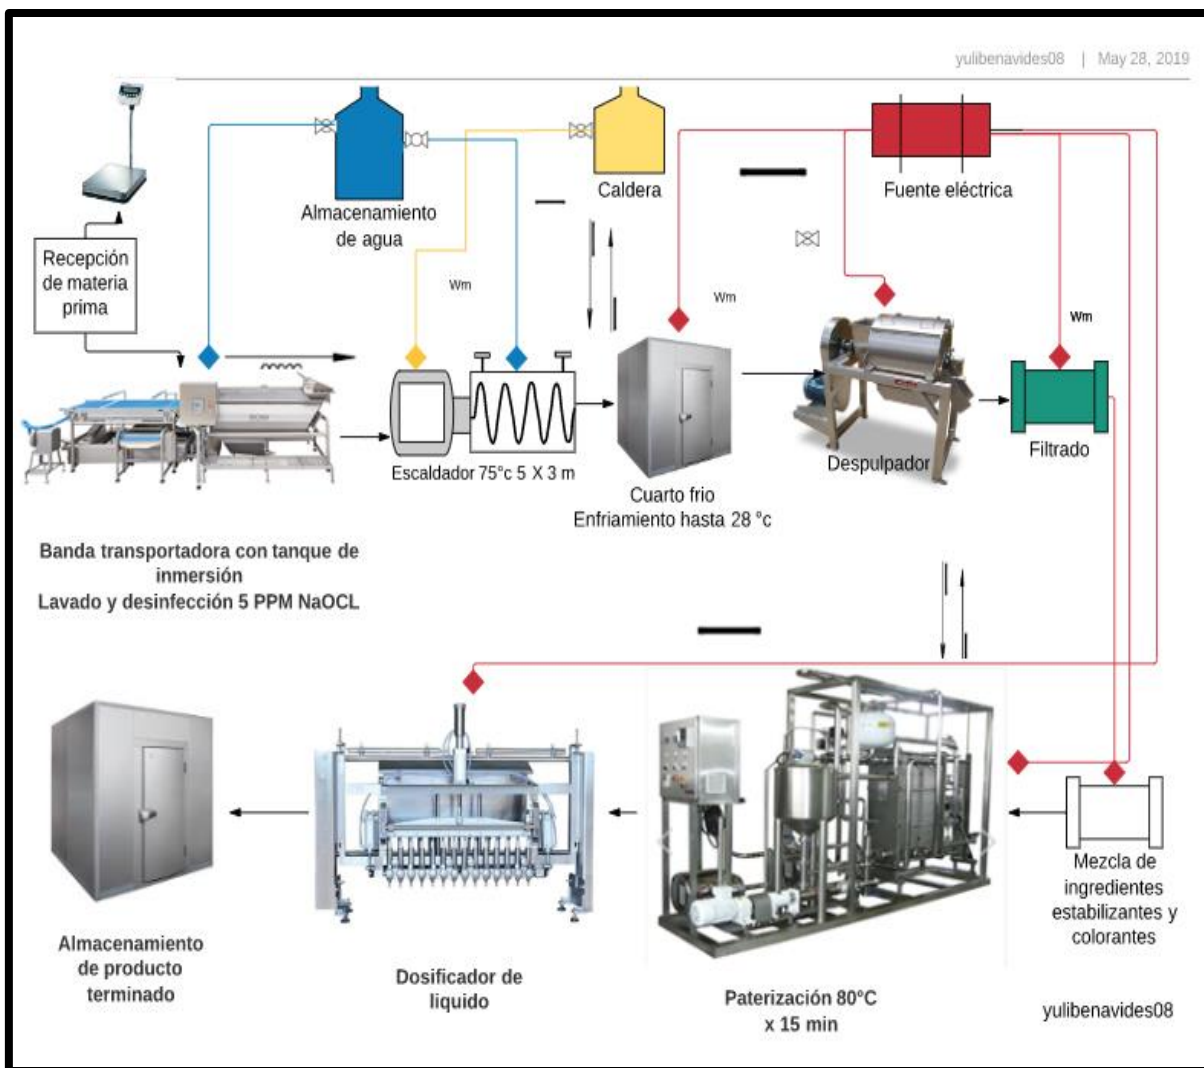 yulibenavides08 | May 28, 2019
Almacenamiento
de agua
Caldera
Fuente eléctrica
Recepción
de materia
prima
Wm
Wm
Wm
Escaldador 75°c 5 X 3 m
Cuarto frio
Enfriamiento hasta 28 °c
Despulpador
Filtrado
Banda transportadora con tanque de
inmersión
Lavado y desinfección 5 PPM NaOCL
Mezcla de
ingredientes
estabilizantes y
colorantes
Almacenamiento
de producto
terminado
Dosificador de
liquido
Paterización 80°C
x 15 min
yulibenavides08